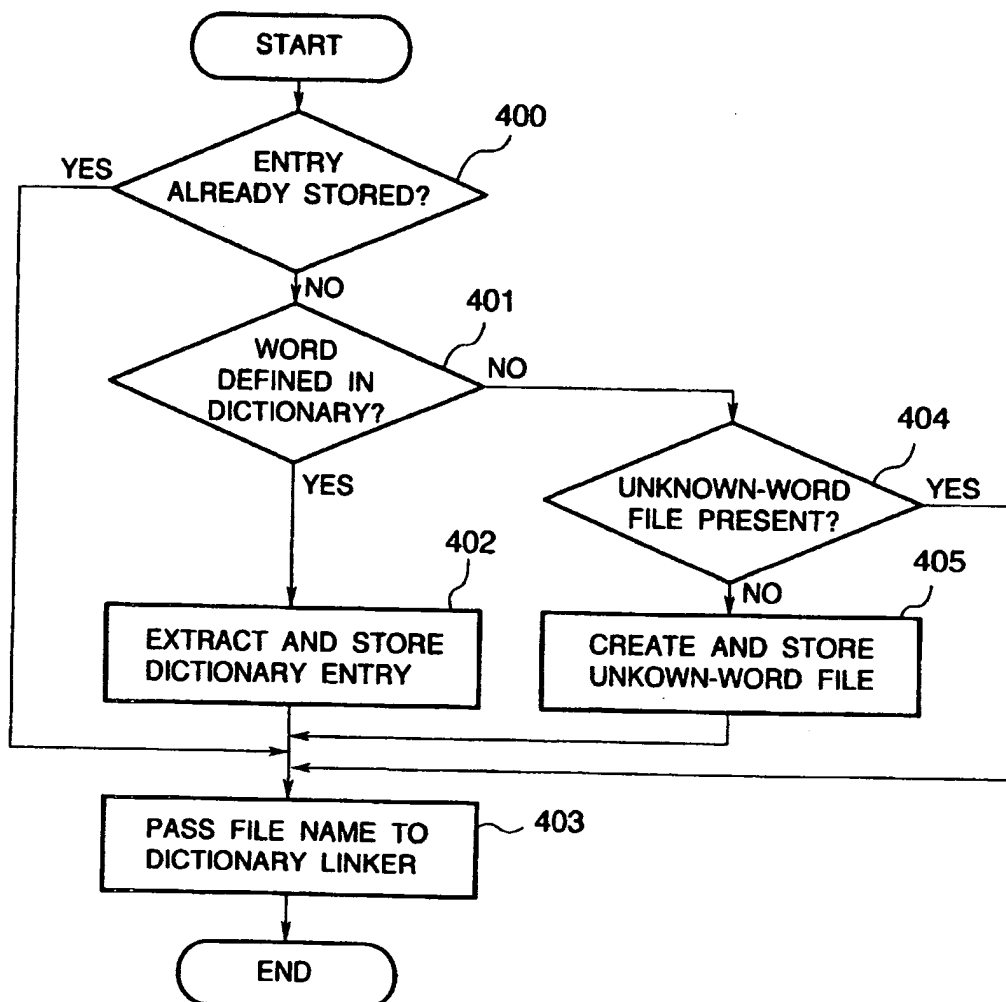 START
400
YES
ENTRY
ALREADY STORED?
NO
401
WORD
DEFINED IN
DICTIONARY?
NO
404
YES
UNKNOWN-WORD
FILE PRESENT?
YES
402
NO
405
EXTRACT AND STORE
DICTIONARY ENTRY
CREATE AND STORE
UNKOWN-WORD FILE
PASS FILE NAME TO
DICTIONARY LINKER
403
END